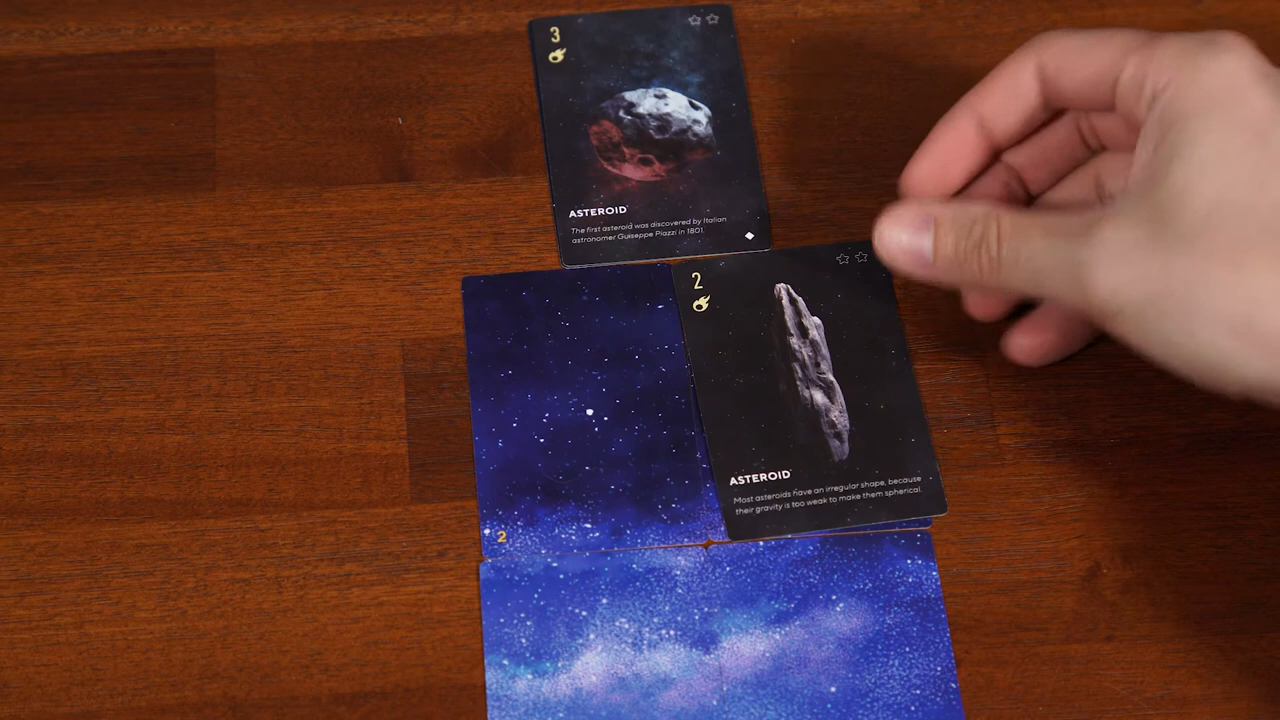 3
ASTEROID
The first asteroid was discovered by Italian
astronomer Guiseppe Piazzi in 1801.
2
ASTEROID
Most asteroids have an irregular shape, because
their gravity is too weak to make them spherical.
2